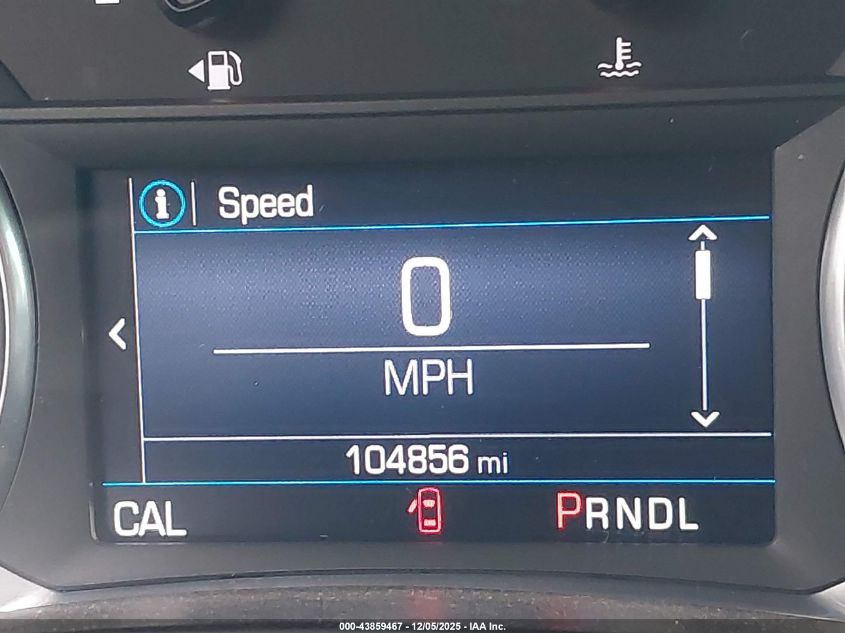 Speed
0
MPH
104856 mi
CAL PRNDL
000-43859467 - 12/05/2025 - IAA Inc.